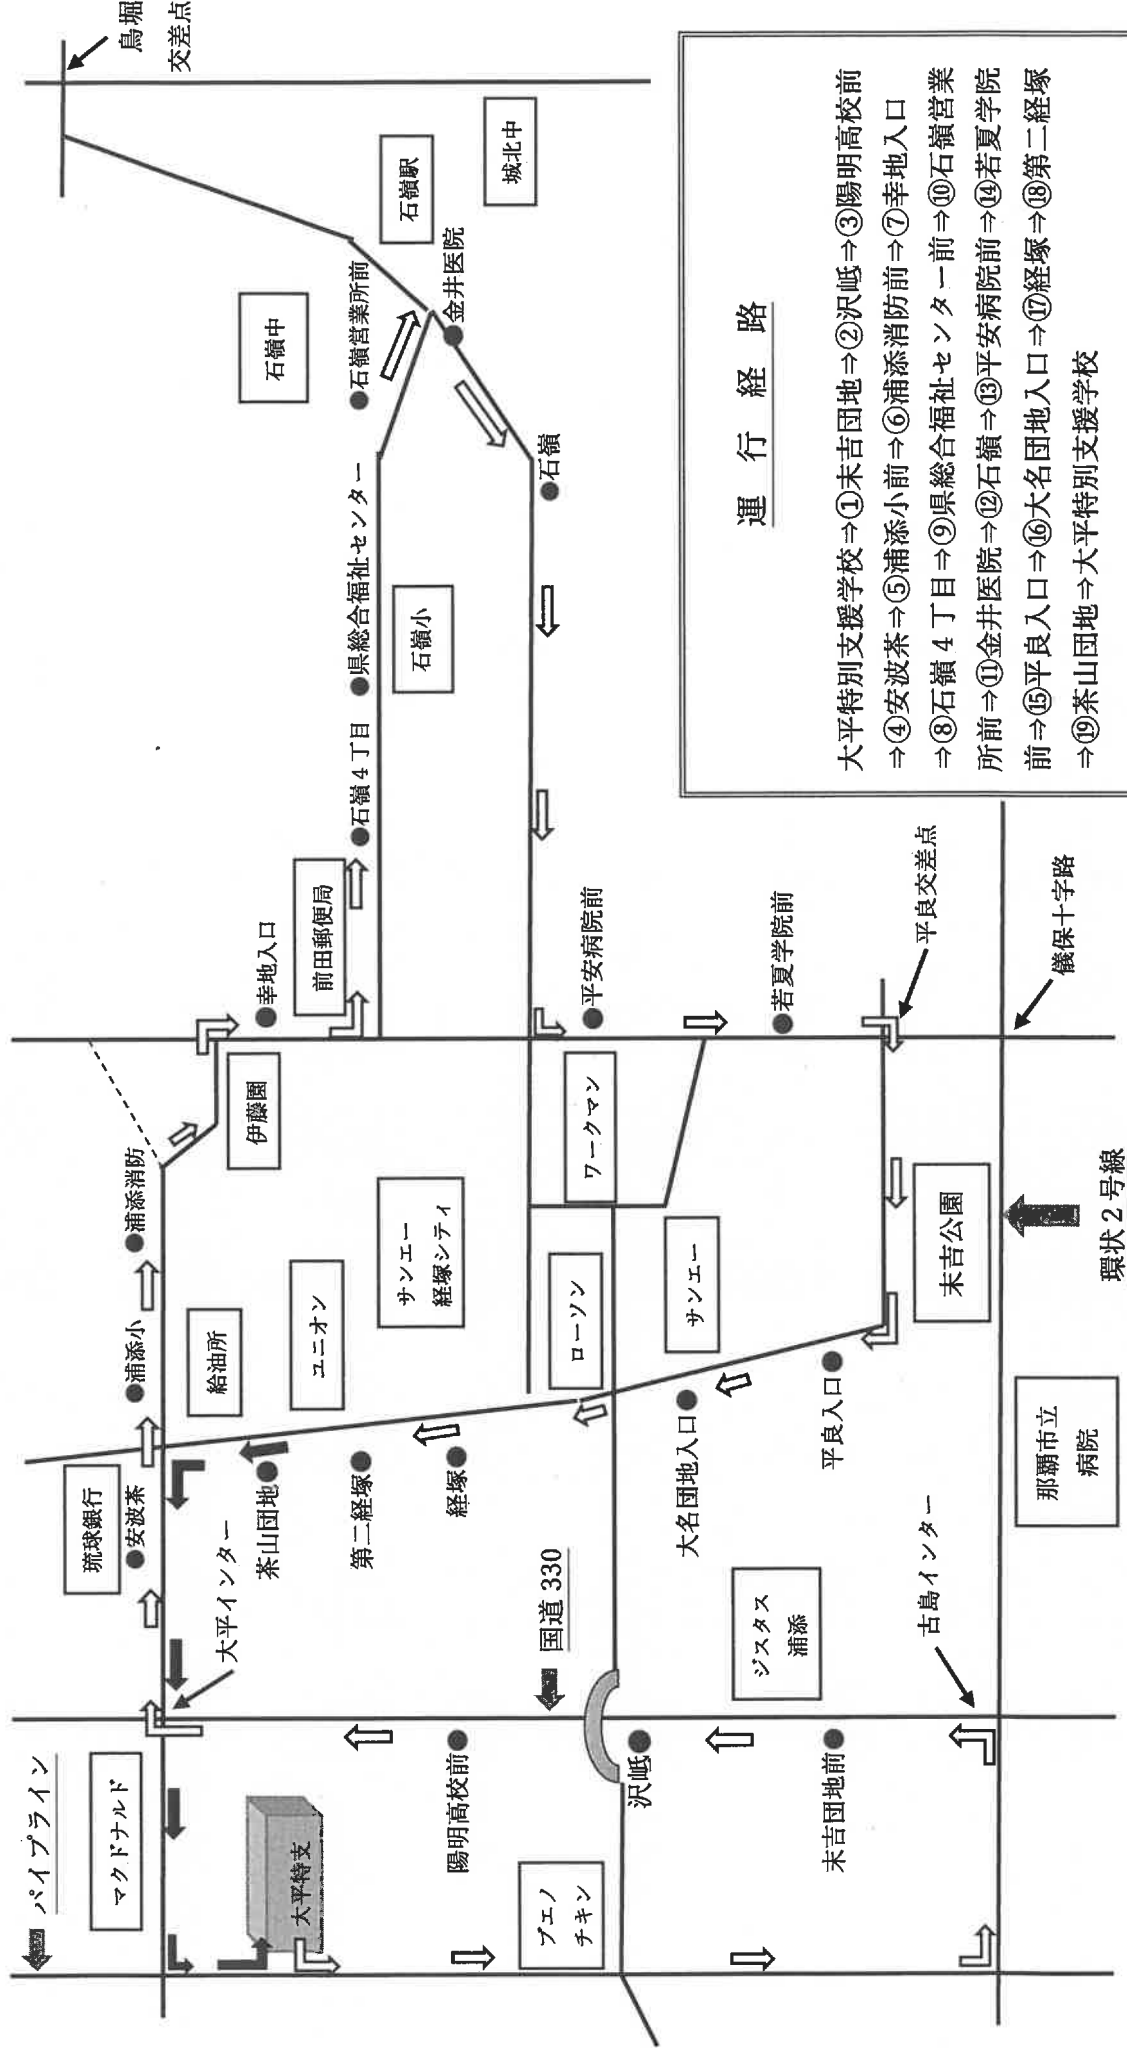 パイプライン
マクドナルド
大平特支
陽明高校前
ブエノ
チキン
沢岻
末吉団地前
大平インター
国道 330
古島インター
ジスタス
浦添
那覇市立
病院
琉球銀行
安波茶
浦添小
浦添消防
給油所
茶山団地
第二経塚
経塚
ユニオン
サンエー
経塚シティ
ローソン
大名団地入口
平良入口
サンエー
ワークマン
伊藤園
末吉公園
環状 2 号線
幸地入口
前田郵便局
平安病院前
若夏学院前
平良交差点
儀保十字路
石嶺 4 丁目
県総合福祉センター
石嶺小
石嶺
石嶺営業所前
金井医院
石嶺中
石嶺駅
城北中
鳥堀
交差点
運 行 経 路
大平特別支援学校⇒①末吉団地⇒②沢岻⇒③陽明高校前
⇒④安波茶⇒⑤浦添小前⇒⑥浦添消防前⇒⑦幸地入口
⇒⑧石嶺 4 丁目⇒⑨県総合福祉センター前⇒⑩石嶺営業
所前⇒⑪金井医院⇒⑫石嶺⇒⑬平安病院前⇒⑭若夏学院
前⇒⑮平良入口⇒⑯大名団地入口⇒⑰経塚⇒⑱第二経塚
⇒⑲茶山団地⇒大平特別支援学校